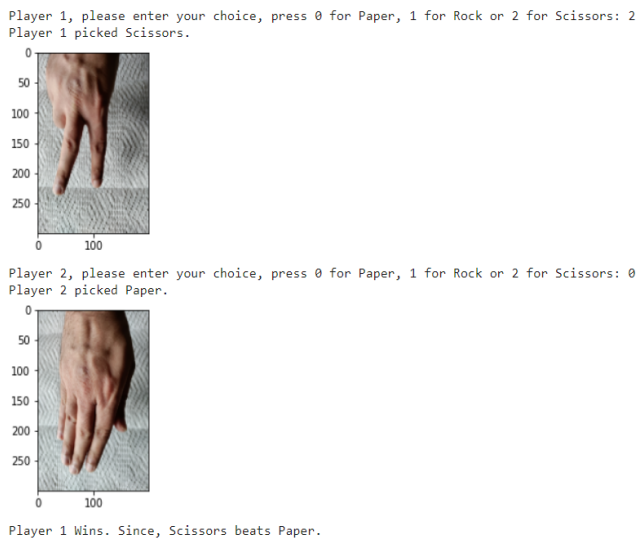 Player 1, please enter your choice, press 0 for Paper, 1 for Rock or 2 for Scissors: 2
Player 1 picked Scissors.
0
50
100
150
200
250
0 100
Player 2, please enter your choice, press 0 for Paper, 1 for Rock or 2 for Scissors: 0
Player 2 picked Paper.
0
50
100
150
200
250
0 100
Player 1 Wins. Since, Scissors beats Paper.